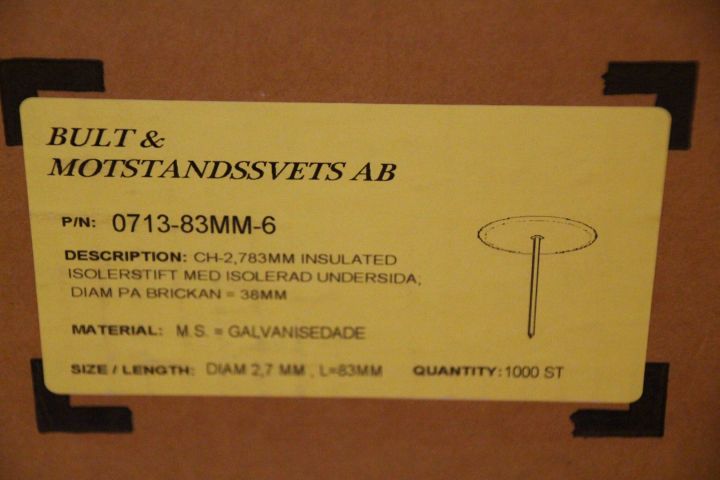 BULT &
MOTSTANDSSVETS AB
P/N: 0713-83MM-6
DESCRIPTION: CH-2,783MM INSULATED
ISOLERSTIFT MED ISOLERAD UNDERSIDA;
DIAM PA BRICKAN = 38MM
MATERIAL: M.S. = GALVANISEDADE
SIZE / LENGTH: DIAM 2,7 MM , L=83MM QUANTITY: 1000 ST